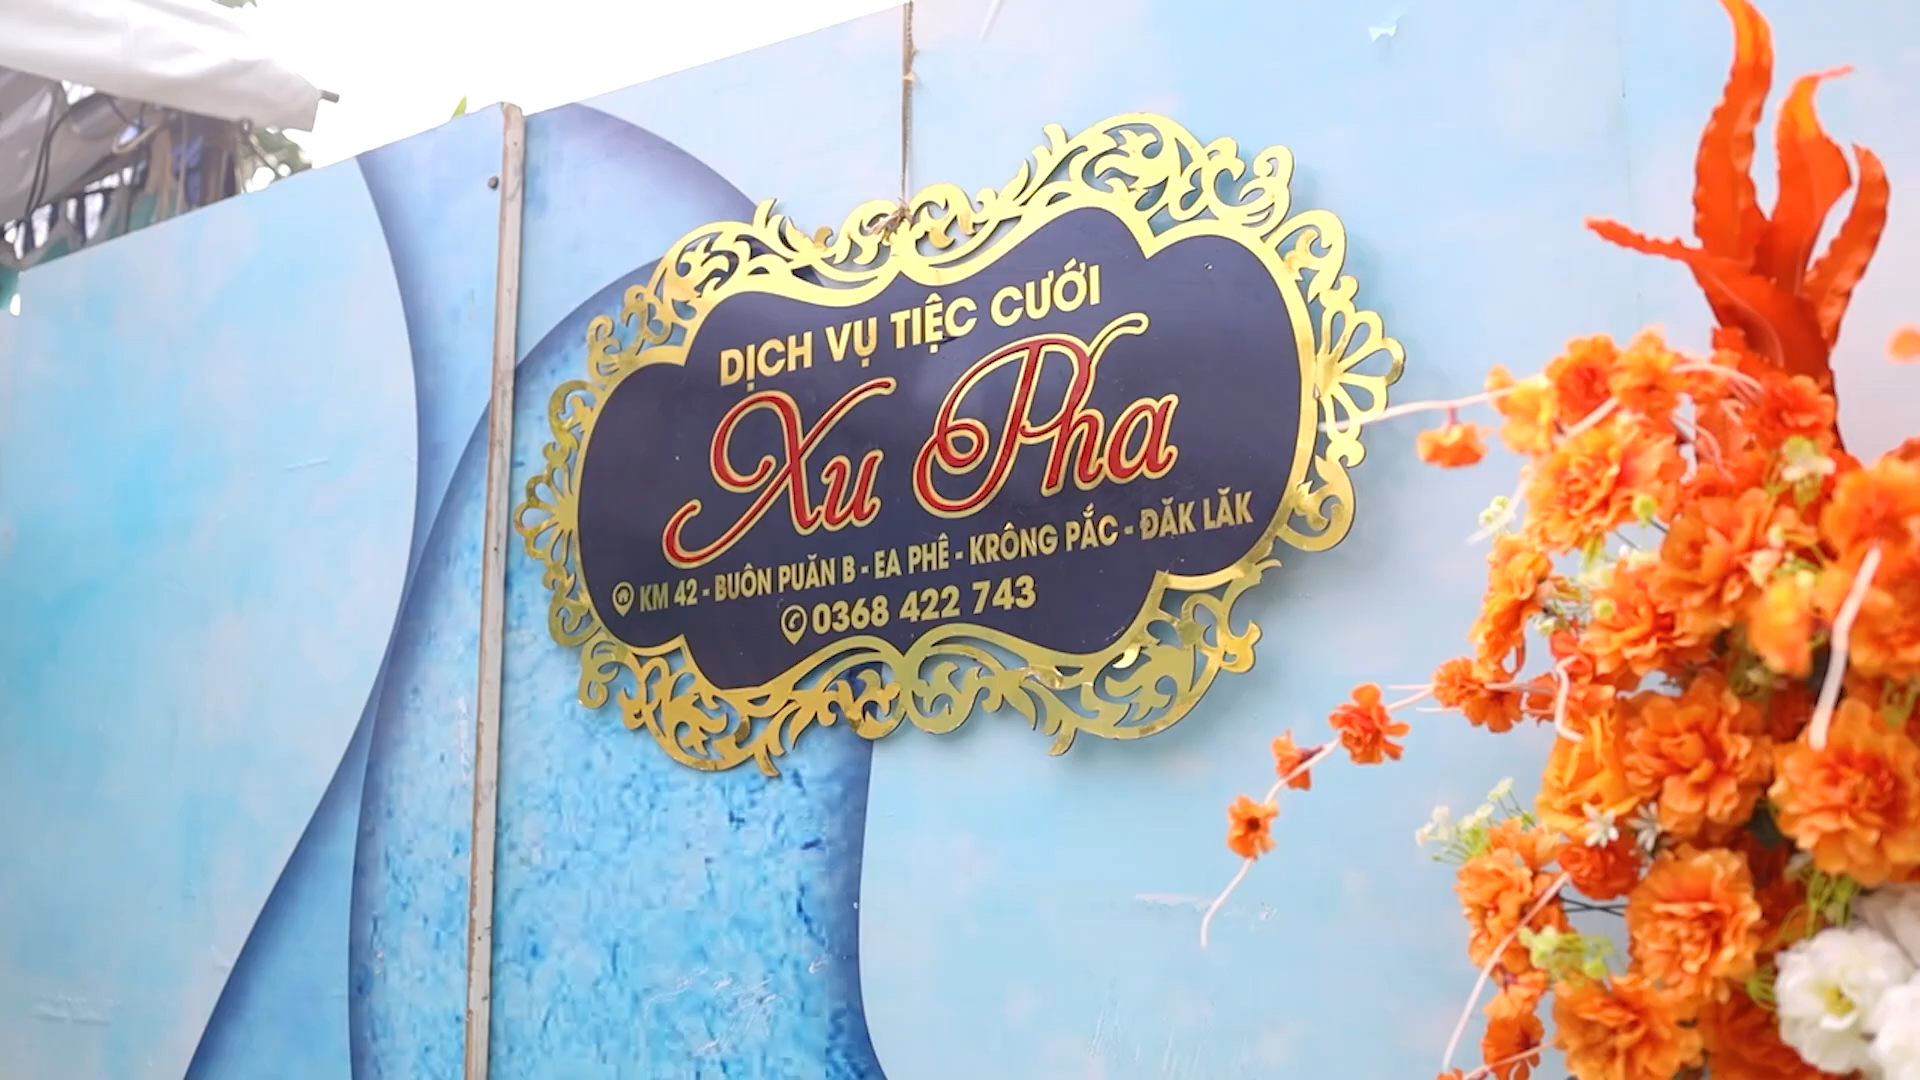 DỊCH VỤ TIỆC CƯỚI
Xu Pha
KM 42 - BUÔN PUĂN B - EA PHÊ - KRÔNG PẮC - ĐĂK LĂK
0368 422 743